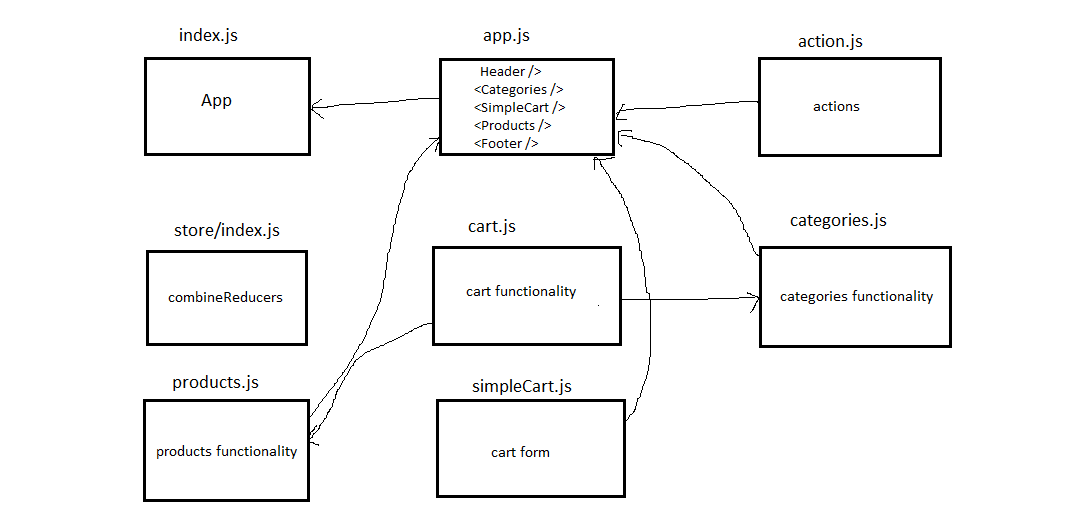 index.js
App
app.js
Header />
<Categories />
<SimpleCart />
<Products />
<Footer />
action.js
actions
store/index.js
combineReducers
cart.js
cart functionality
categories.js
categories functionality
products.js
products functionality
simpleCart.js
cart form